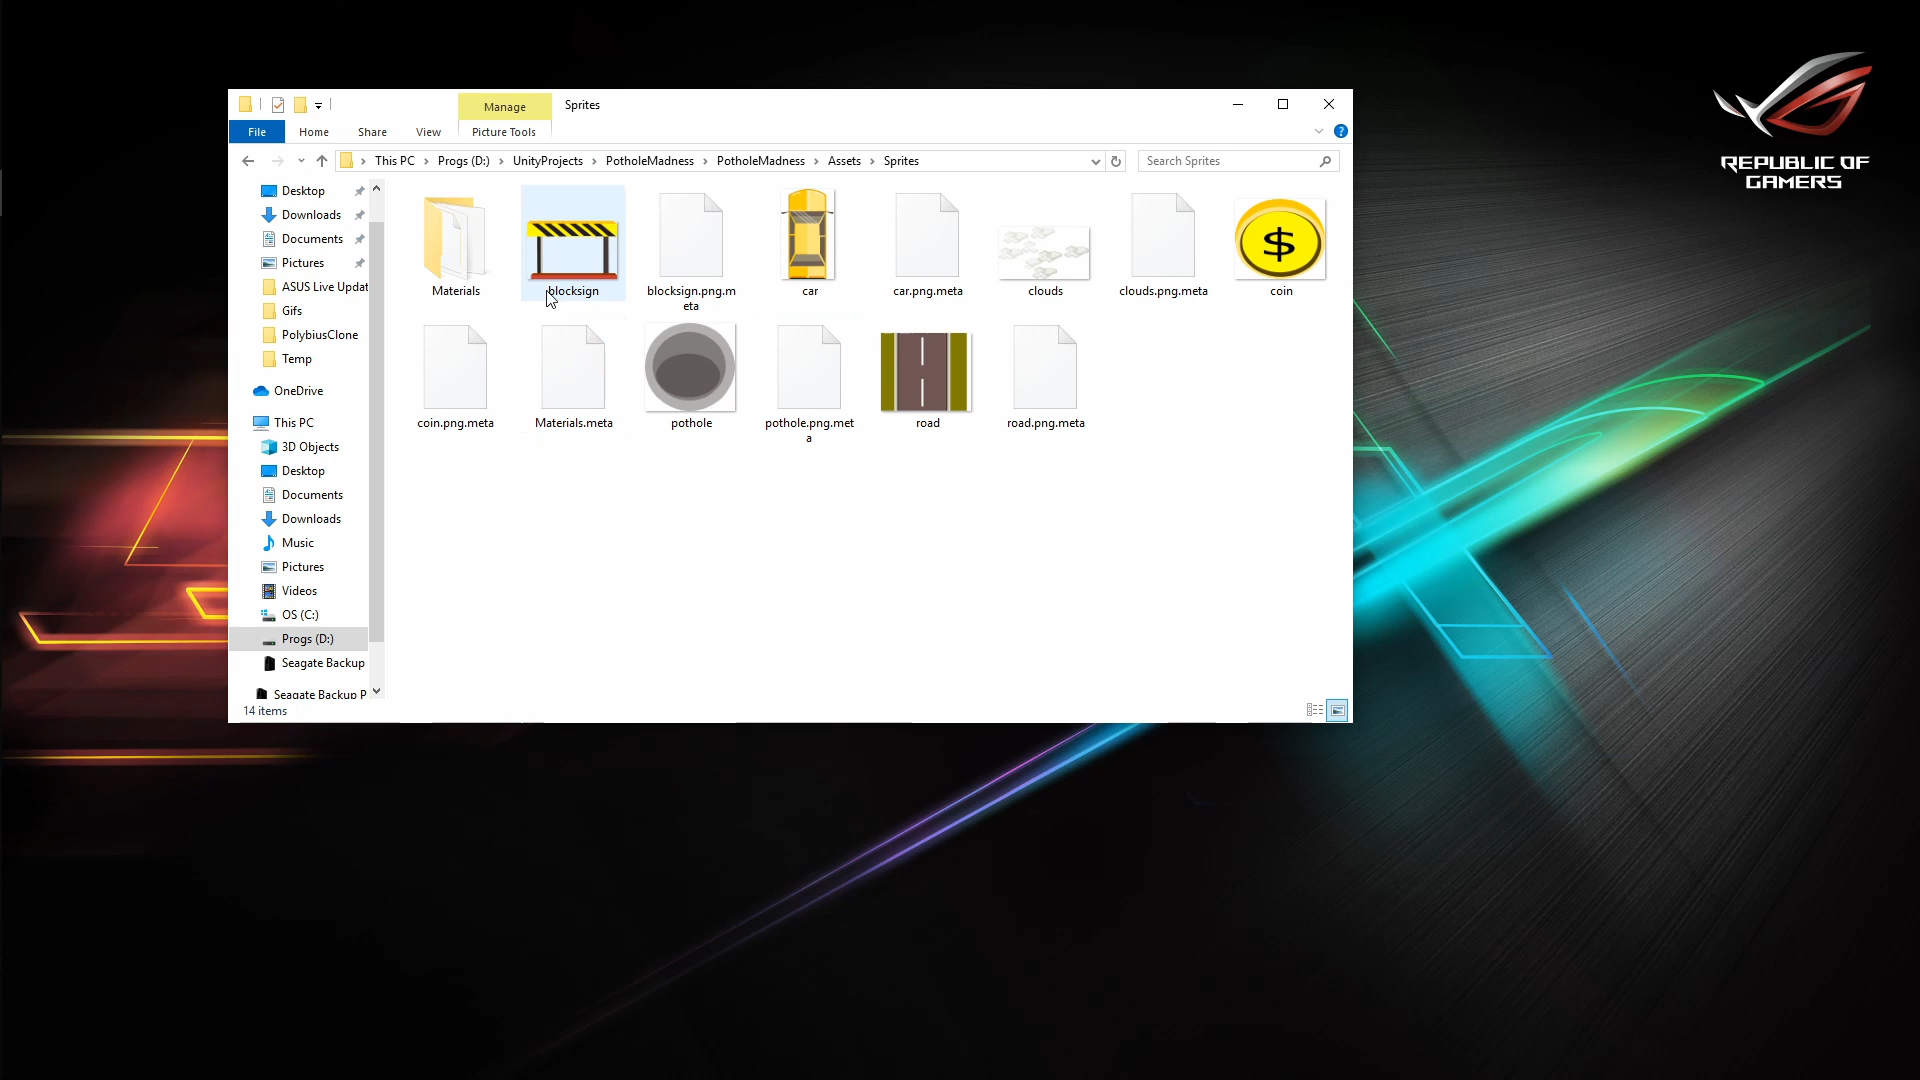 REPUBLIC OF
GAMERS
Manage
Sprites
File
Home
Share
View
Picture Tools
?
This PC
Progs (D:)
UnityProjects
PotholeMadness
PotholeMadness
Assets
Sprites
Search Sprites
Desktop
Downloads
Documents
Pictures
ASUS Live Updat
Gifs
PolybiusClone
Temp
OneDrive
This PC
3D Objects
Desktop
Documents
Downloads
Music
Pictures
Videos
OS (C:)
Progs (D:)
Seagate Backup
Seagate Backup P
$
Materials
blocksign
blocksign.png.m
eta
car
car.png.meta
clouds
clouds.png.meta
coin
coin.png.meta
Materials.meta
pothole
pothole.png.met
a
road
road.png.meta
14 items